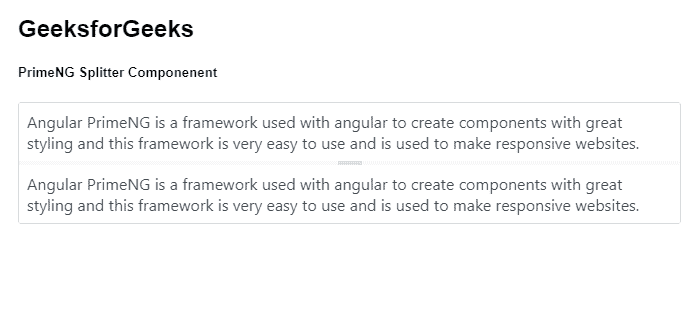 GeeksforGeeks
PrimeNG Splitter Componenent
Angular PrimeNG is a framework used with angular to create components with great
styling and this framework is very easy to use and is used to make responsive websites.
Angular PrimeNG is a framework used with angular to create components with great
styling and this framework is very easy to use and is used to make responsive websites.